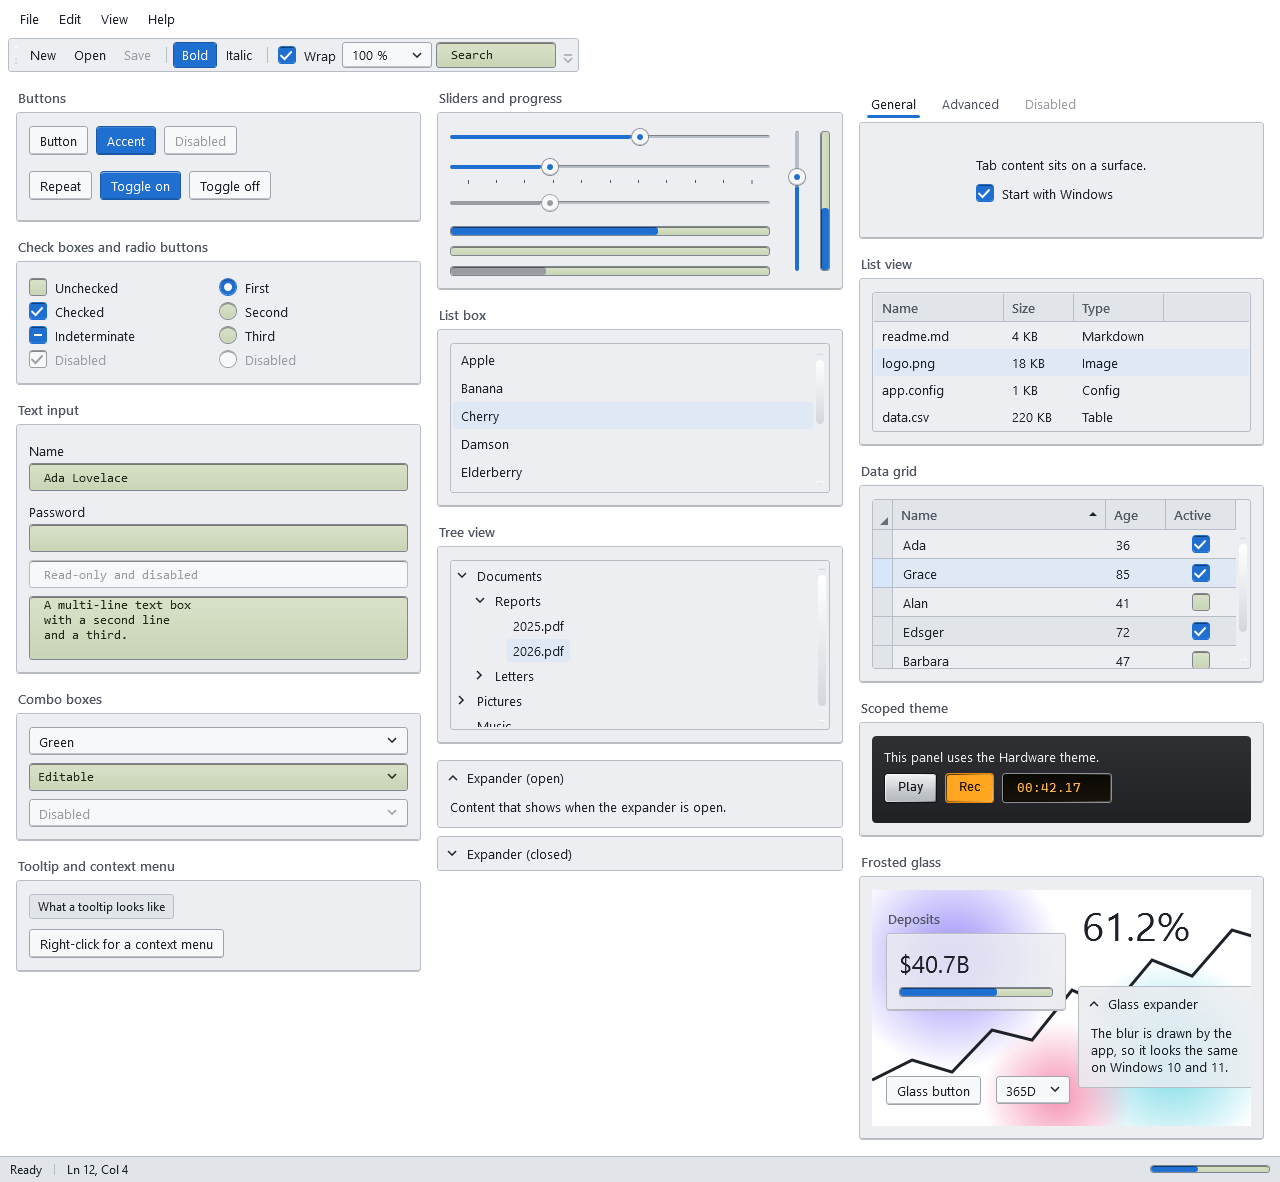 File Edit View Help
New Open Save Bold Italic Wrap 100 % Search
Buttons
Button Accent Disabled
Repeat Toggle on Toggle off
Check boxes and radio buttons
Unchecked First
Checked Second
Indeterminate Third
Disabled Disabled
Text input
Name
Ada Lovelace
Password
Read-only and disabled
A multi-line text box
with a second line
and a third.
Combo boxes
Green
Editable
Disabled
Tooltip and context menu
What a tooltip looks like
Right-click for a context menu
Sliders and progress
List box
Apple
Banana
Cherry
Damson
Elderberry
Tree view
Documents
Reports
2025.pdf
2026.pdf
Letters
Pictures
Music
Expander (open)
Content that shows when the expander is open.
Expander (closed)
General Advanced Disabled
Tab content sits on a surface.
Start with Windows
List view
Name Size Type
readme.md 4 KB Markdown
logo.png 18 KB Image
app.config 1 KB Config
data.csv 220 KB Table
Data grid
Name Age Active
Ada 36
Grace 85
Alan 41
Edsger 72
Barbara 47
Scoped theme
This panel uses the Hardware theme.
Play Rec 00:42.17
Frosted glass
Deposits
$40.7B
61.2%
Glass expander
The blur is drawn by the
app, so it looks the same
on Windows 10 and 11.
Glass button 365D
Ready Ln 12, Col 4